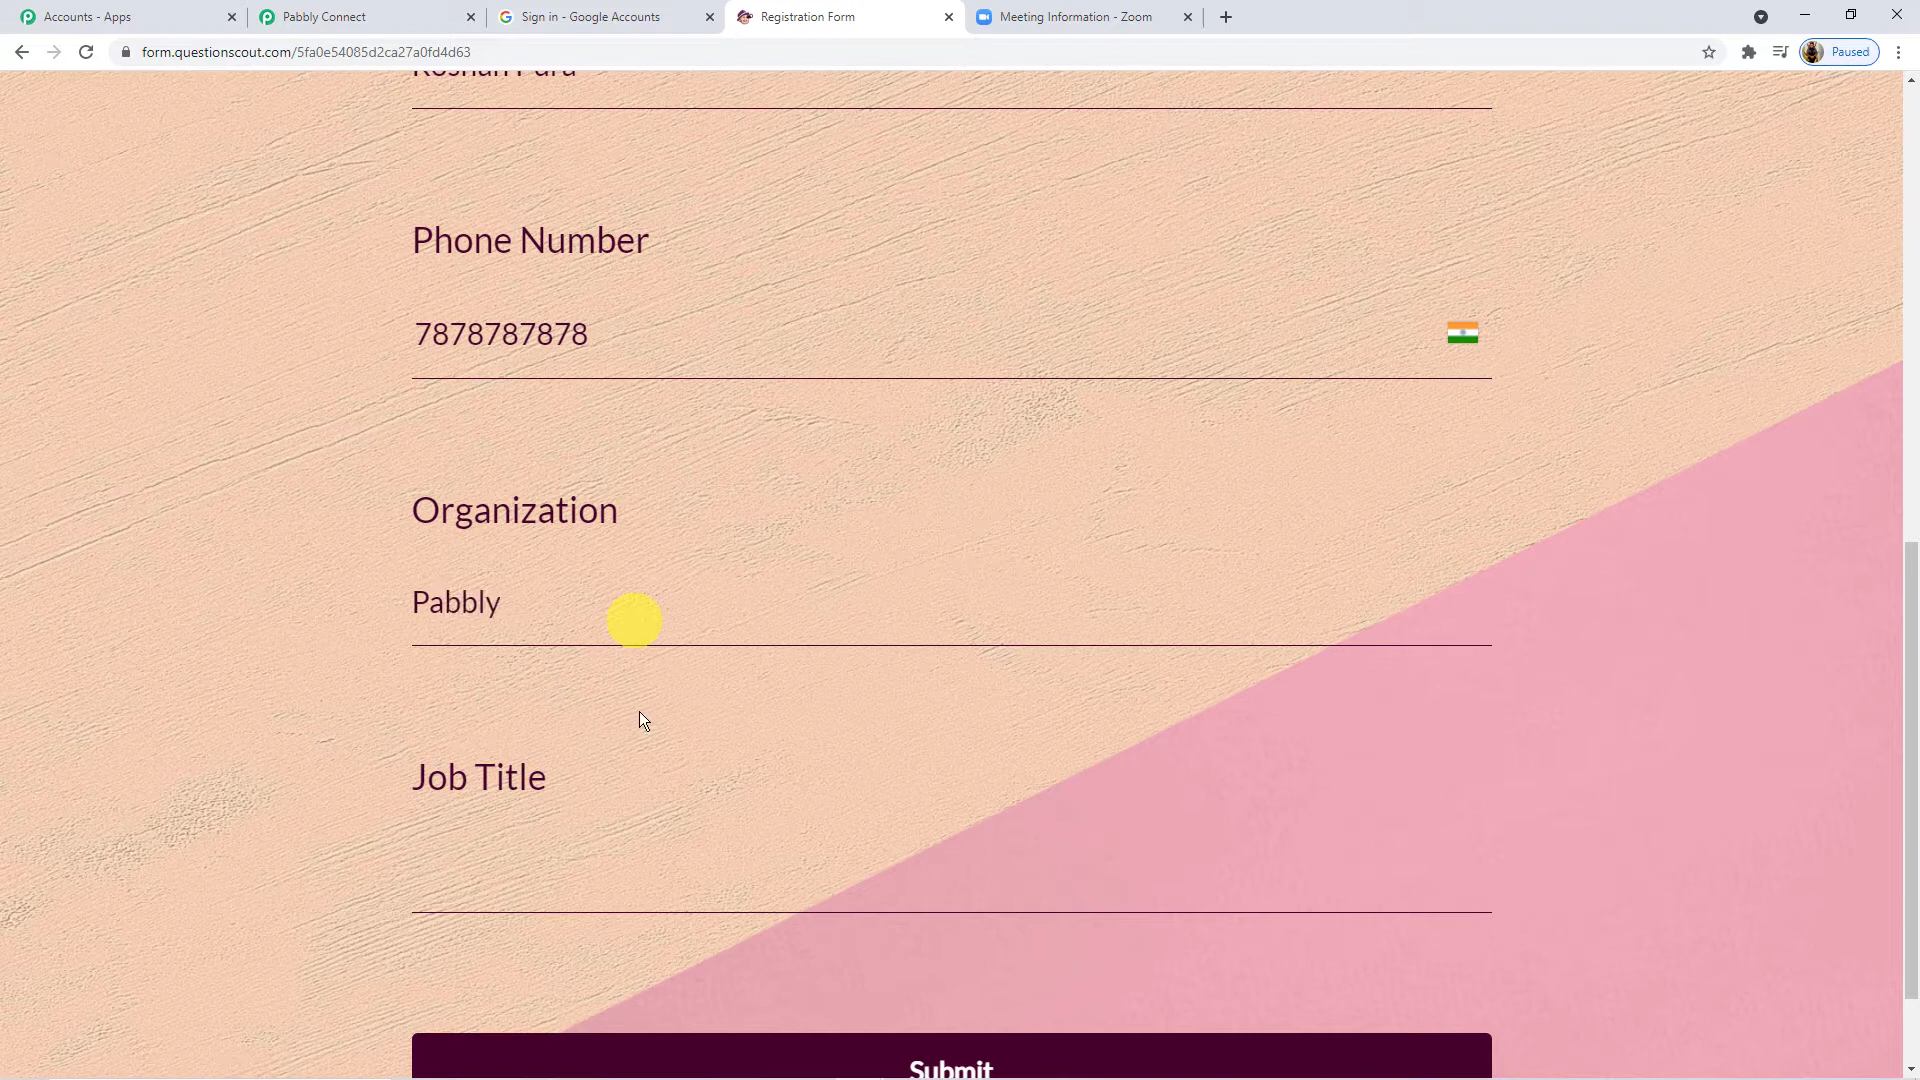 Accounts - Apps
Pabbly Connect
Sign in - Google Accounts
Registration Form
Meeting Information - Zoom
form.questionscout.com/5fa0e54085d2ca27a0fd4d63
Paused
Phone Number
7878787878
Organization
Pabbly
Job Title
Submit